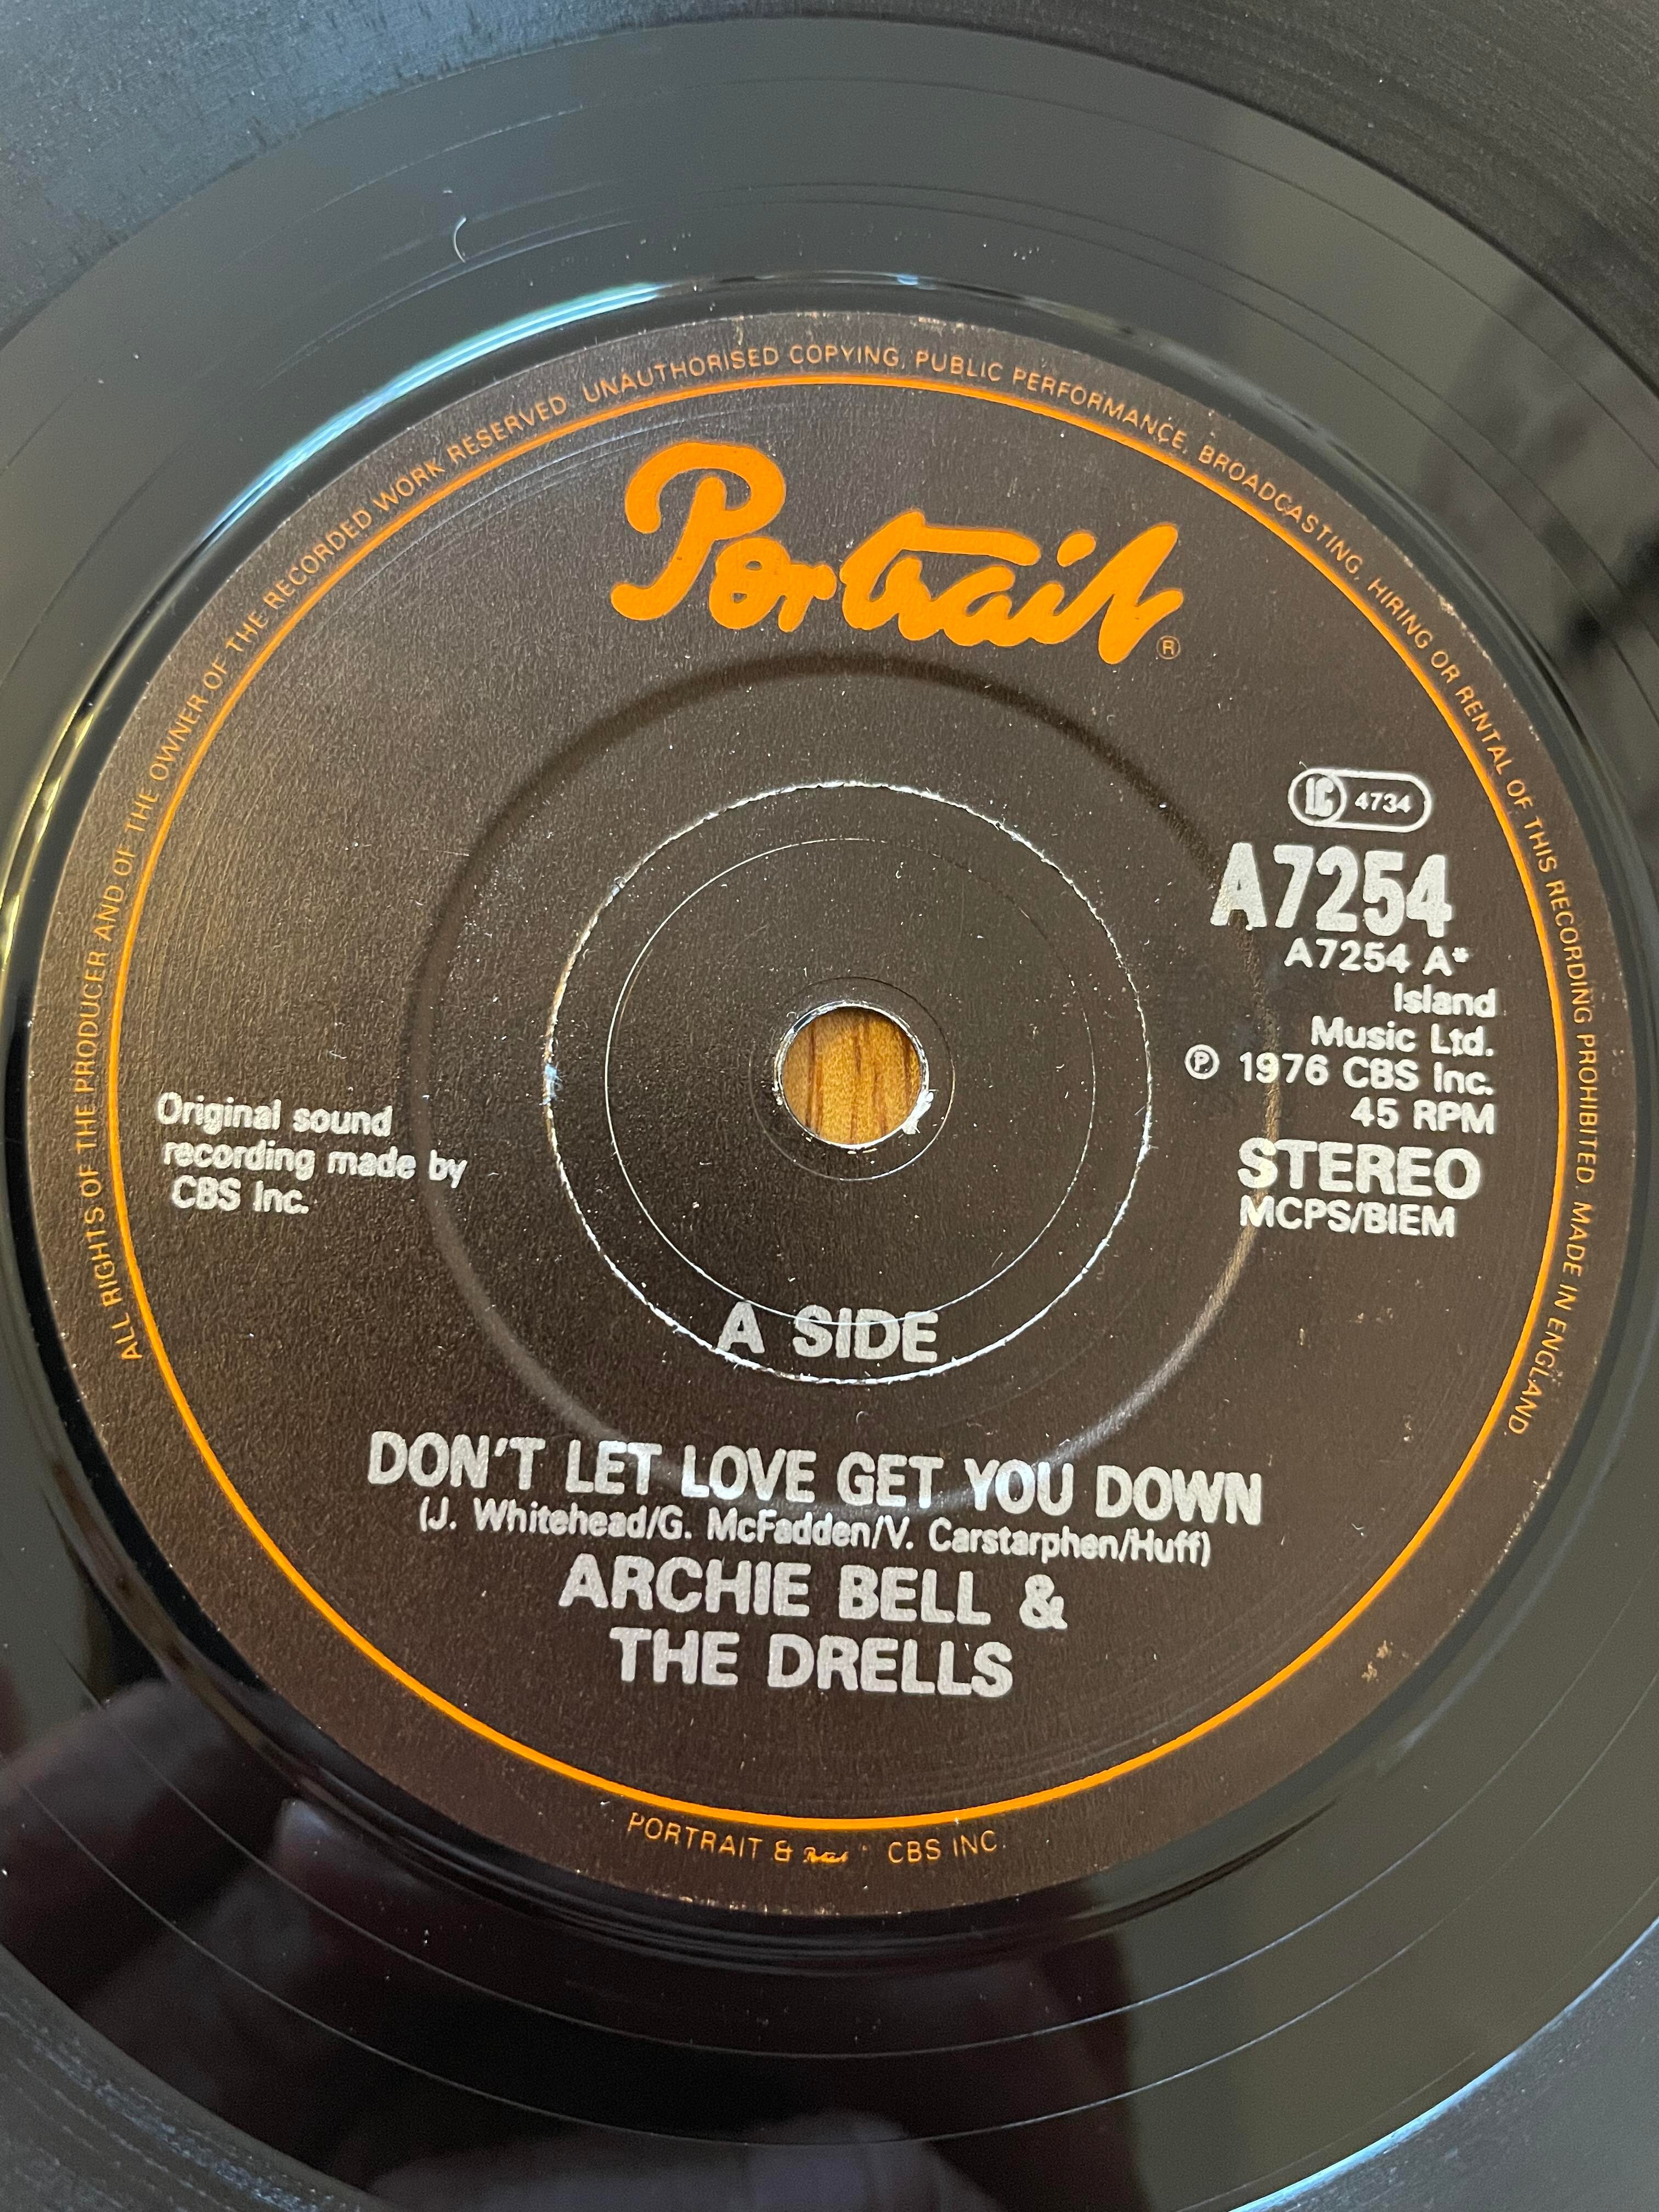 ALL RIGHTS OF THE PRODUCER AND OF THE OWNER OF THE RECORDED WORK RESERVED UNAUTHORISED COPYING, PUBLIC PERFORMANCE, BROADCASTING, HIRING OR RENTAL OF THIS RECORDING PROHIBITED. MADE IN ENGLAND
Portrait®
LC 4734
A7254
A7254 A*
Island
Music Ltd.
℗ 1976 CBS Inc.
45 RPM
STEREO
MCPS/BIEM
Original sound
recording made by
CBS Inc.
A SIDE
DON'T LET LOVE GET YOU DOWN
(J. Whitehead/G. McFadden/V. Carstarphen/Huff)
ARCHIE BELL &
THE DRELLS
PORTRAIT & Portrait CBS INC.